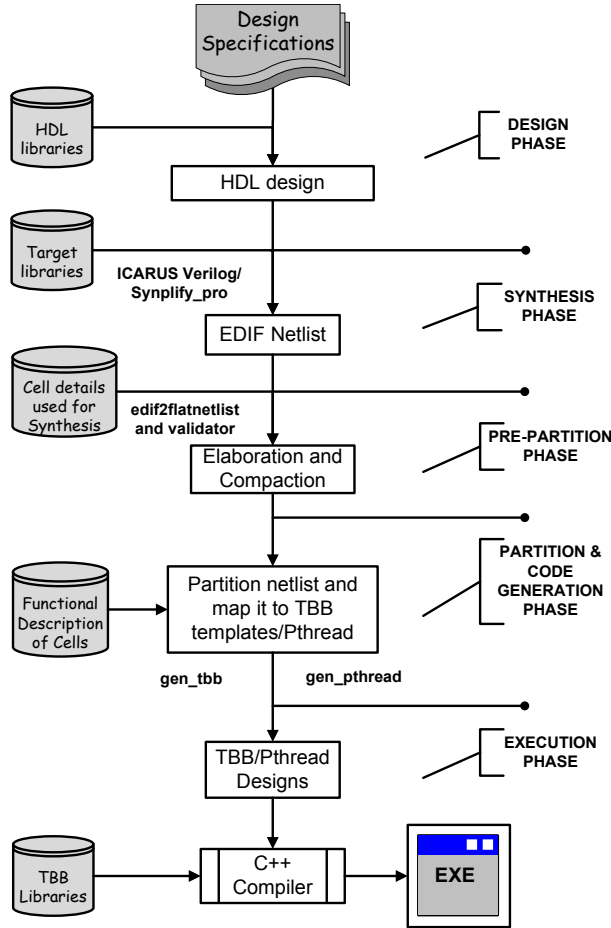 Design
Specifications
HDL
libraries
DESIGN
PHASE
HDL design
Target
libraries
ICARUS Verilog/
Synplify_pro
SYNTHESIS
PHASE
EDIF Netlist
Cell details
used for
Synthesis
edif2flatnetlist
and validator
PRE-PARTITION
PHASE
Elaboration and
Compaction
PARTITION &
CODE
GENERATION
PHASE
Partition netlist and
map it to TBB
templates/Pthread
Functional
Description
of Cells
gen_tbb
gen_pthread
EXECUTION
PHASE
TBB/Pthread
Designs
TBB
Libraries
C++
Compiler
EXE